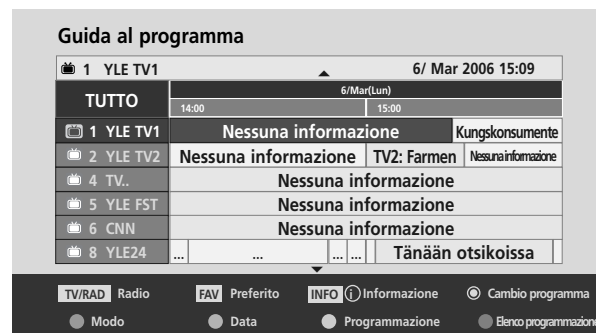 Guida al programma
1 YLE TV1 6/ Mar 2006 15:09
TUTTO 6/Mar(Lun)
14:00 15:00
1 YLE TV1 Nessuna informazione Kungskonsumente
2 YLE TV2 Nessuna informazione TV2: Farmen Nessuna informazione
4 TV.. Nessuna informazione
5 YLE FST Nessuna informazione
6 CNN Nessuna informazione
8 YLE24 ... ... ... ... Tänään otsikoissa
TV/RAD Radio FAV Preferito INFO i Informazione Cambio programma
Modo Data Programmazione Elenco programmazione